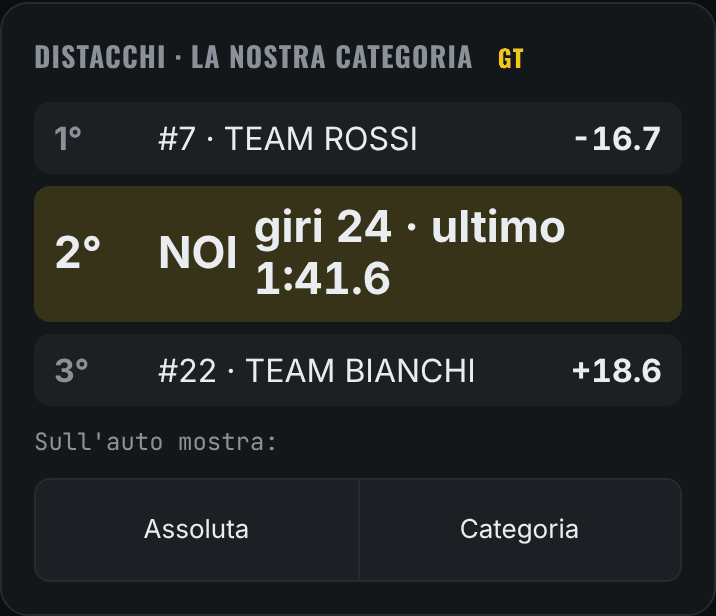 DISTACCHI · LA NOSTRA CATEGORIA GT
1° #7 · TEAM ROSSI -16.7
2° NOI giri 24 · ultimo
1:41.6
3° #22 · TEAM BIANCHI +18.6
Sull'auto mostra:
Assoluta Categoria